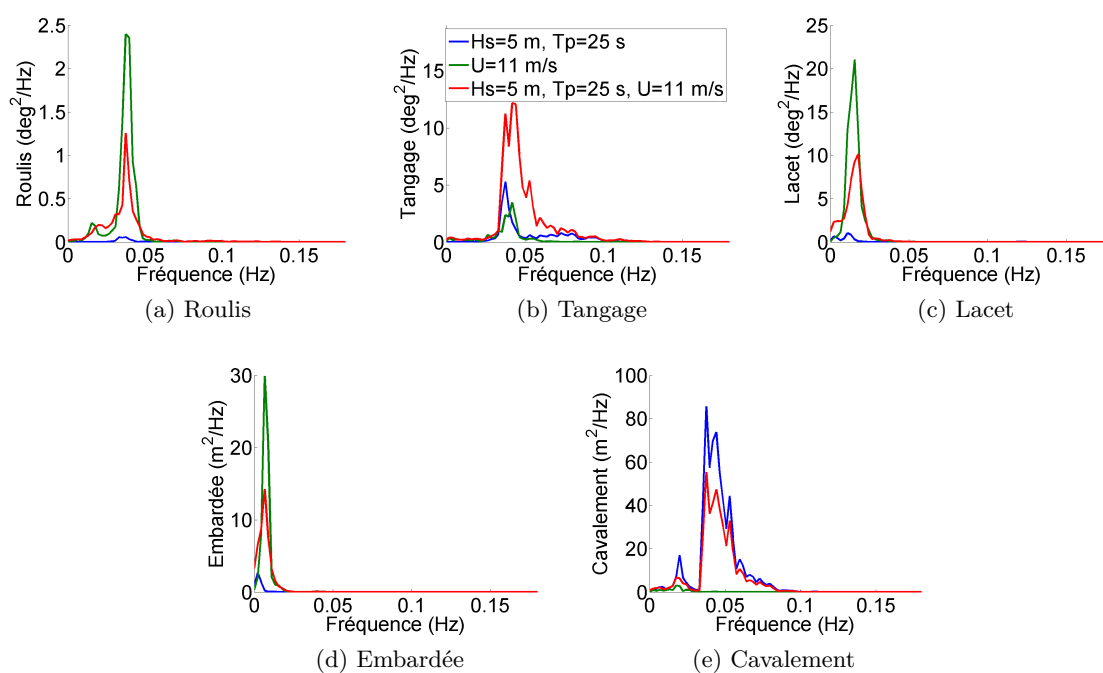 2.5
2
1.5
1
0.5
0
Roulis (deg²/Hz)
0 0.05 0.1 0.15
Fréquence (Hz)
(a) Roulis
Hs=5 m, Tp=25 s
U=11 m/s
Hs=5 m, Tp=25 s, U=11 m/s
15
10
5
0
Tangage (deg²/Hz)
0 0.05 0.1 0.15
Fréquence (Hz)
(b) Tangage
25
20
15
10
5
0
Lacet (deg²/Hz)
0 0.05 0.1 0.15
Fréquence (Hz)
(c) Lacet
30
20
10
0
Embardée (m²/Hz)
0 0.05 0.1 0.15
Fréquence (Hz)
(d) Embardée
100
80
60
40
20
0
Cavalement (m²/Hz)
0 0.05 0.1 0.15
Fréquence (Hz)
(e) Cavalement